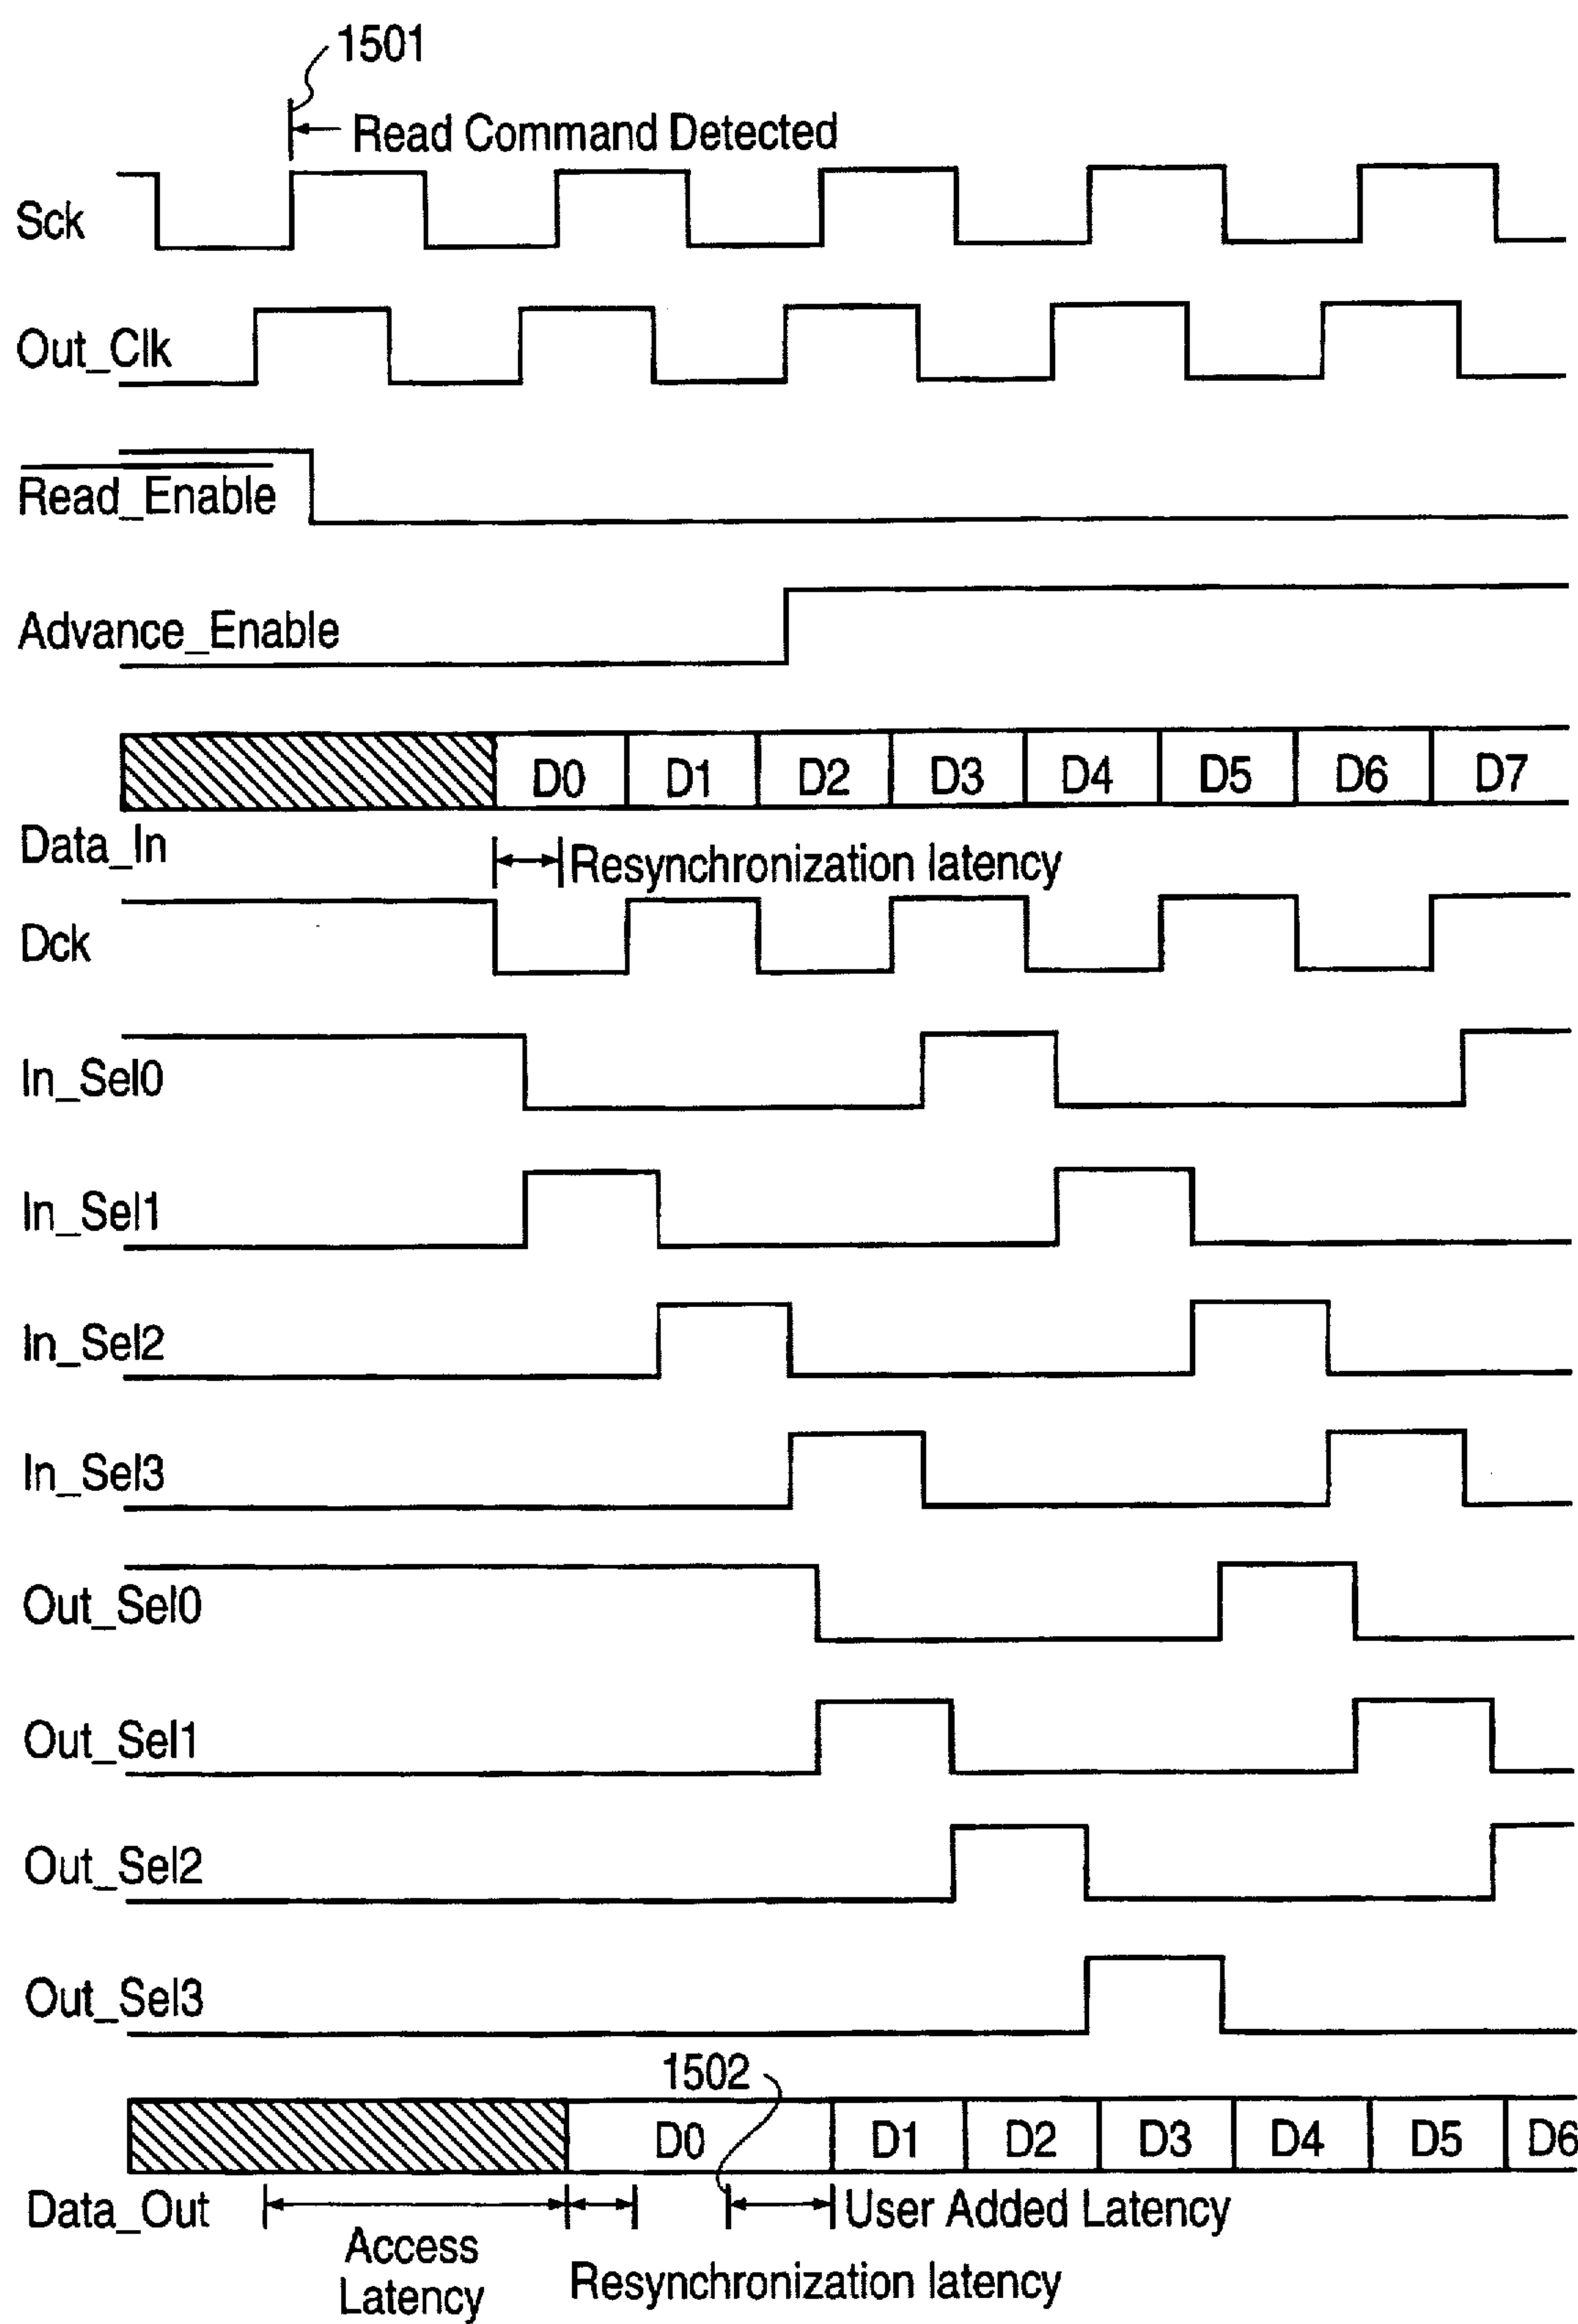 1501
Read Command Detected
Sck
Out_Clk
Read_Enable
Advance_Enable
D0 D1 D2 D3 D4 D5 D6 D7
Data_In
Resynchronization latency
Dck
In_Sel0
In_Sel1
In_Sel2
In_Sel3
Out_Sel0
Out_Sel1
Out_Sel2
Out_Sel3
1502
D0 D1 D2 D3 D4 D5 D6
Data_Out
User Added Latency
Access
Latency
Resynchronization latency